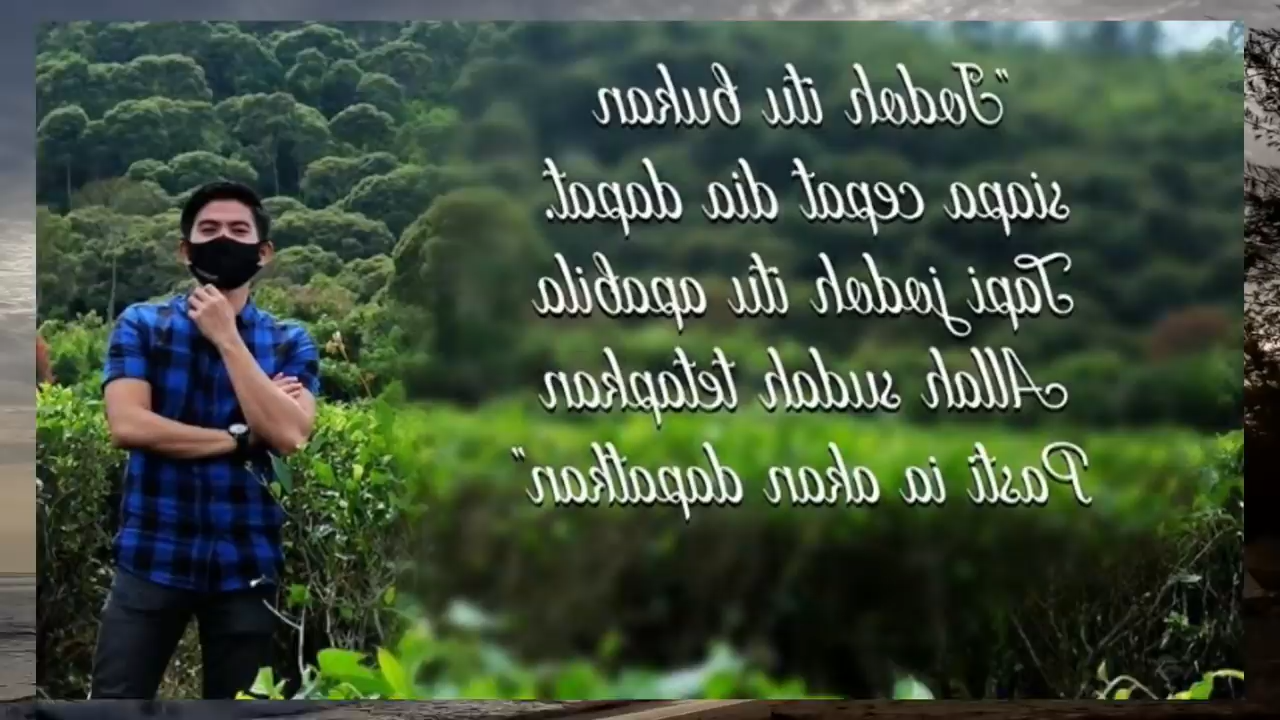 "Jodoh itu bukan
siapa cepat dia dapat.
Tapi jodoh itu apabila
Allah sudah tetapkan
Pasti ia akan dapatkan"